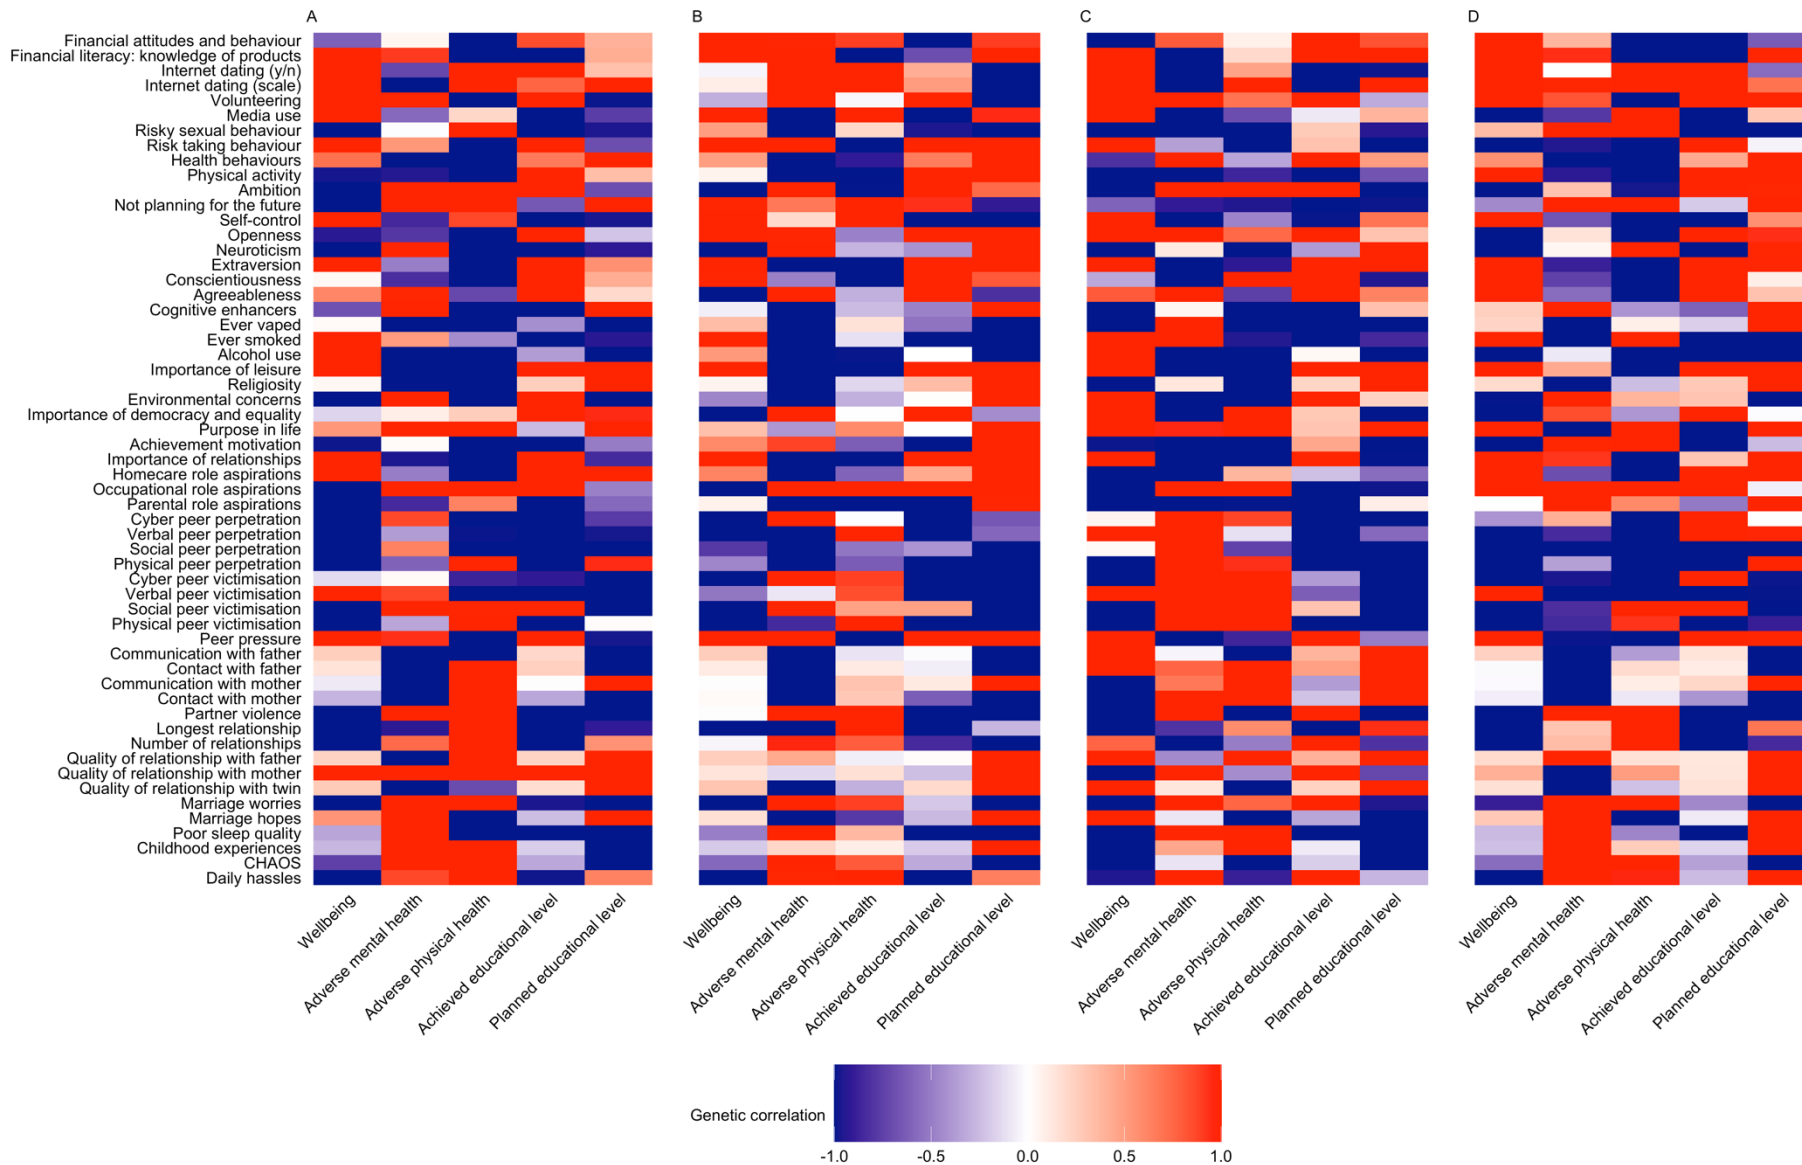 A
B
C
D
Financial attitudes and behaviour
Financial literacy: knowledge of products
Internet dating (y/n)
Internet dating (scale)
Volunteering
Media use
Risky sexual behaviour
Risk taking behaviour
Health behaviours
Physical activity
Ambition
Not planning for the future
Self-control
Openness
Neuroticism
Extraversion
Conscientiousness
Agreeableness
Cognitive enhancers
Ever vaped
Ever smoked
Alcohol use
Importance of leisure
Religiosity
Environmental concerns
Importance of democracy and equality
Purpose in life
Achievement motivation
Importance of relationships
Homecare role aspirations
Occupational role aspirations
Parental role aspirations
Cyber peer perpetration
Verbal peer perpetration
Social peer perpetration
Physical peer perpetration
Cyber peer victimisation
Verbal peer victimisation
Social peer victimisation
Physical peer victimisation
Peer pressure
Communication with father
Contact with father
Communication with mother
Contact with mother
Partner violence
Longest relationship
Number of relationships
Quality of relationship with father
Quality of relationship with mother
Quality of relationship with twin
Marriage worries
Marriage hopes
Poor sleep quality
Childhood experiences
CHAOS
Daily hassles
Wellbeing
Adverse mental health
Adverse physical health
Achieved educational level
Planned educational level
Wellbeing
Adverse mental health
Adverse physical health
Achieved educational level
Planned educational level
Wellbeing
Adverse mental health
Adverse physical health
Achieved educational level
Planned educational level
Wellbeing
Adverse mental health
Adverse physical health
Achieved educational level
Planned educational level
Genetic correlation
-1.0
-0.5
0.0
0.5
1.0